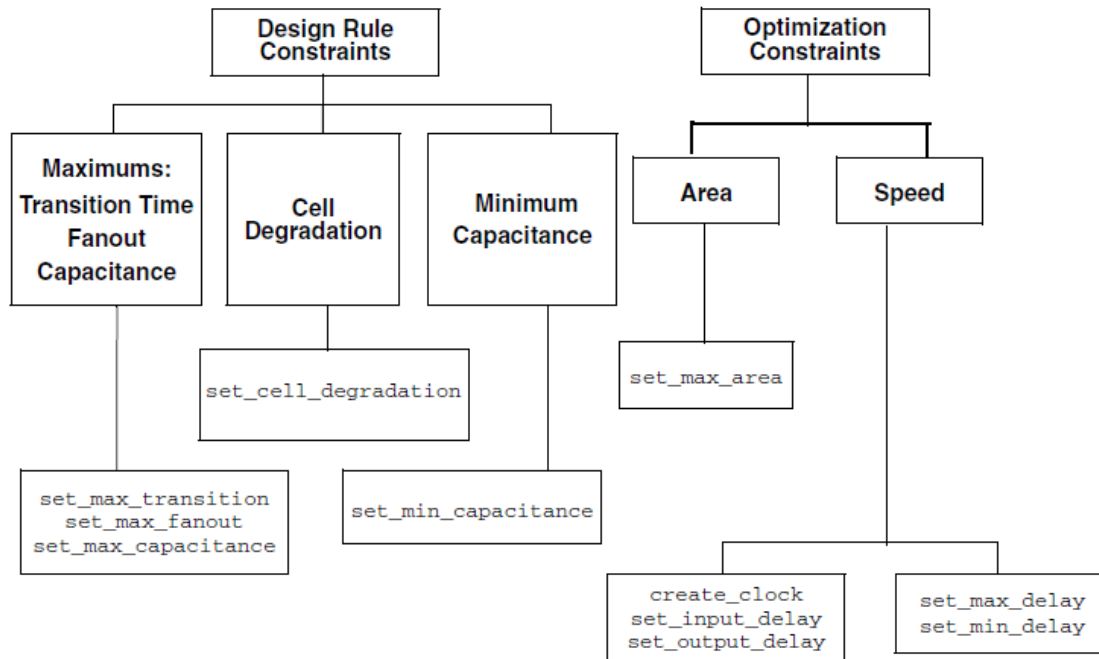 Design Rule
Constraints
Optimization
Constraints
Maximums:
Transition Time
Fanout
Capacitance
Cell
Degradation
Minimum
Capacitance
Area
Speed
set_cell_degradation
set_max_area
set_max_transition
set_max_fanout
set_max_capacitance
set_min_capacitance
create_clock
set_input_delay
set_output_delay
set_max_delay
set_min_delay